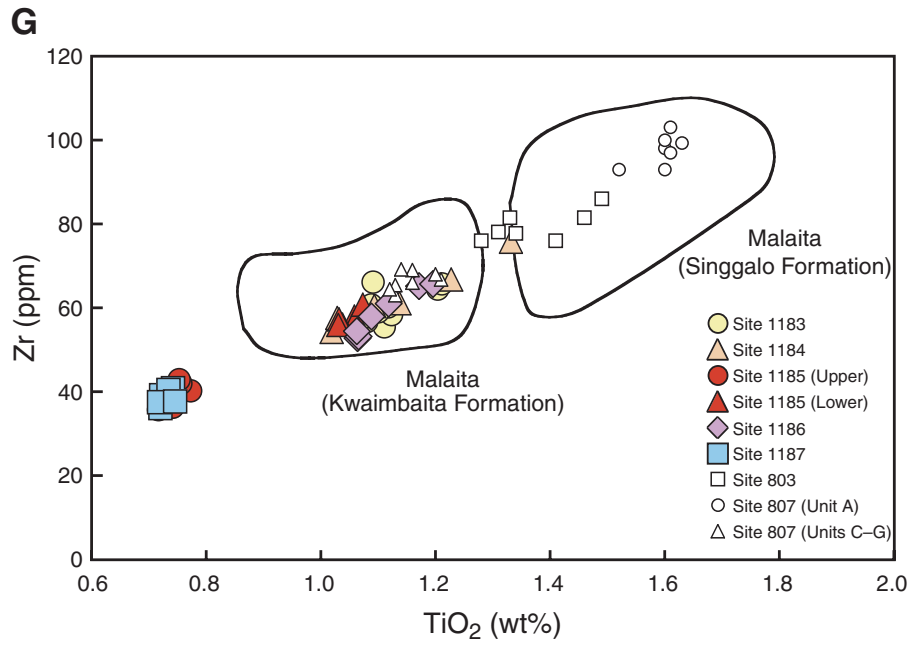 G
120
100
80
60
40
20
0
Zr (ppm)
0.6 0.8 1.0 1.2 1.4 1.6 1.8 2.0
TiO2 (wt%)
Malaita
(Kwaimbaita Formation)
Malaita
(Singgalo Formation)
Site 1183
Site 1184
Site 1185 (Upper)
Site 1185 (Lower)
Site 1186
Site 1187
Site 803
Site 807 (Unit A)
Site 807 (Units C–G)